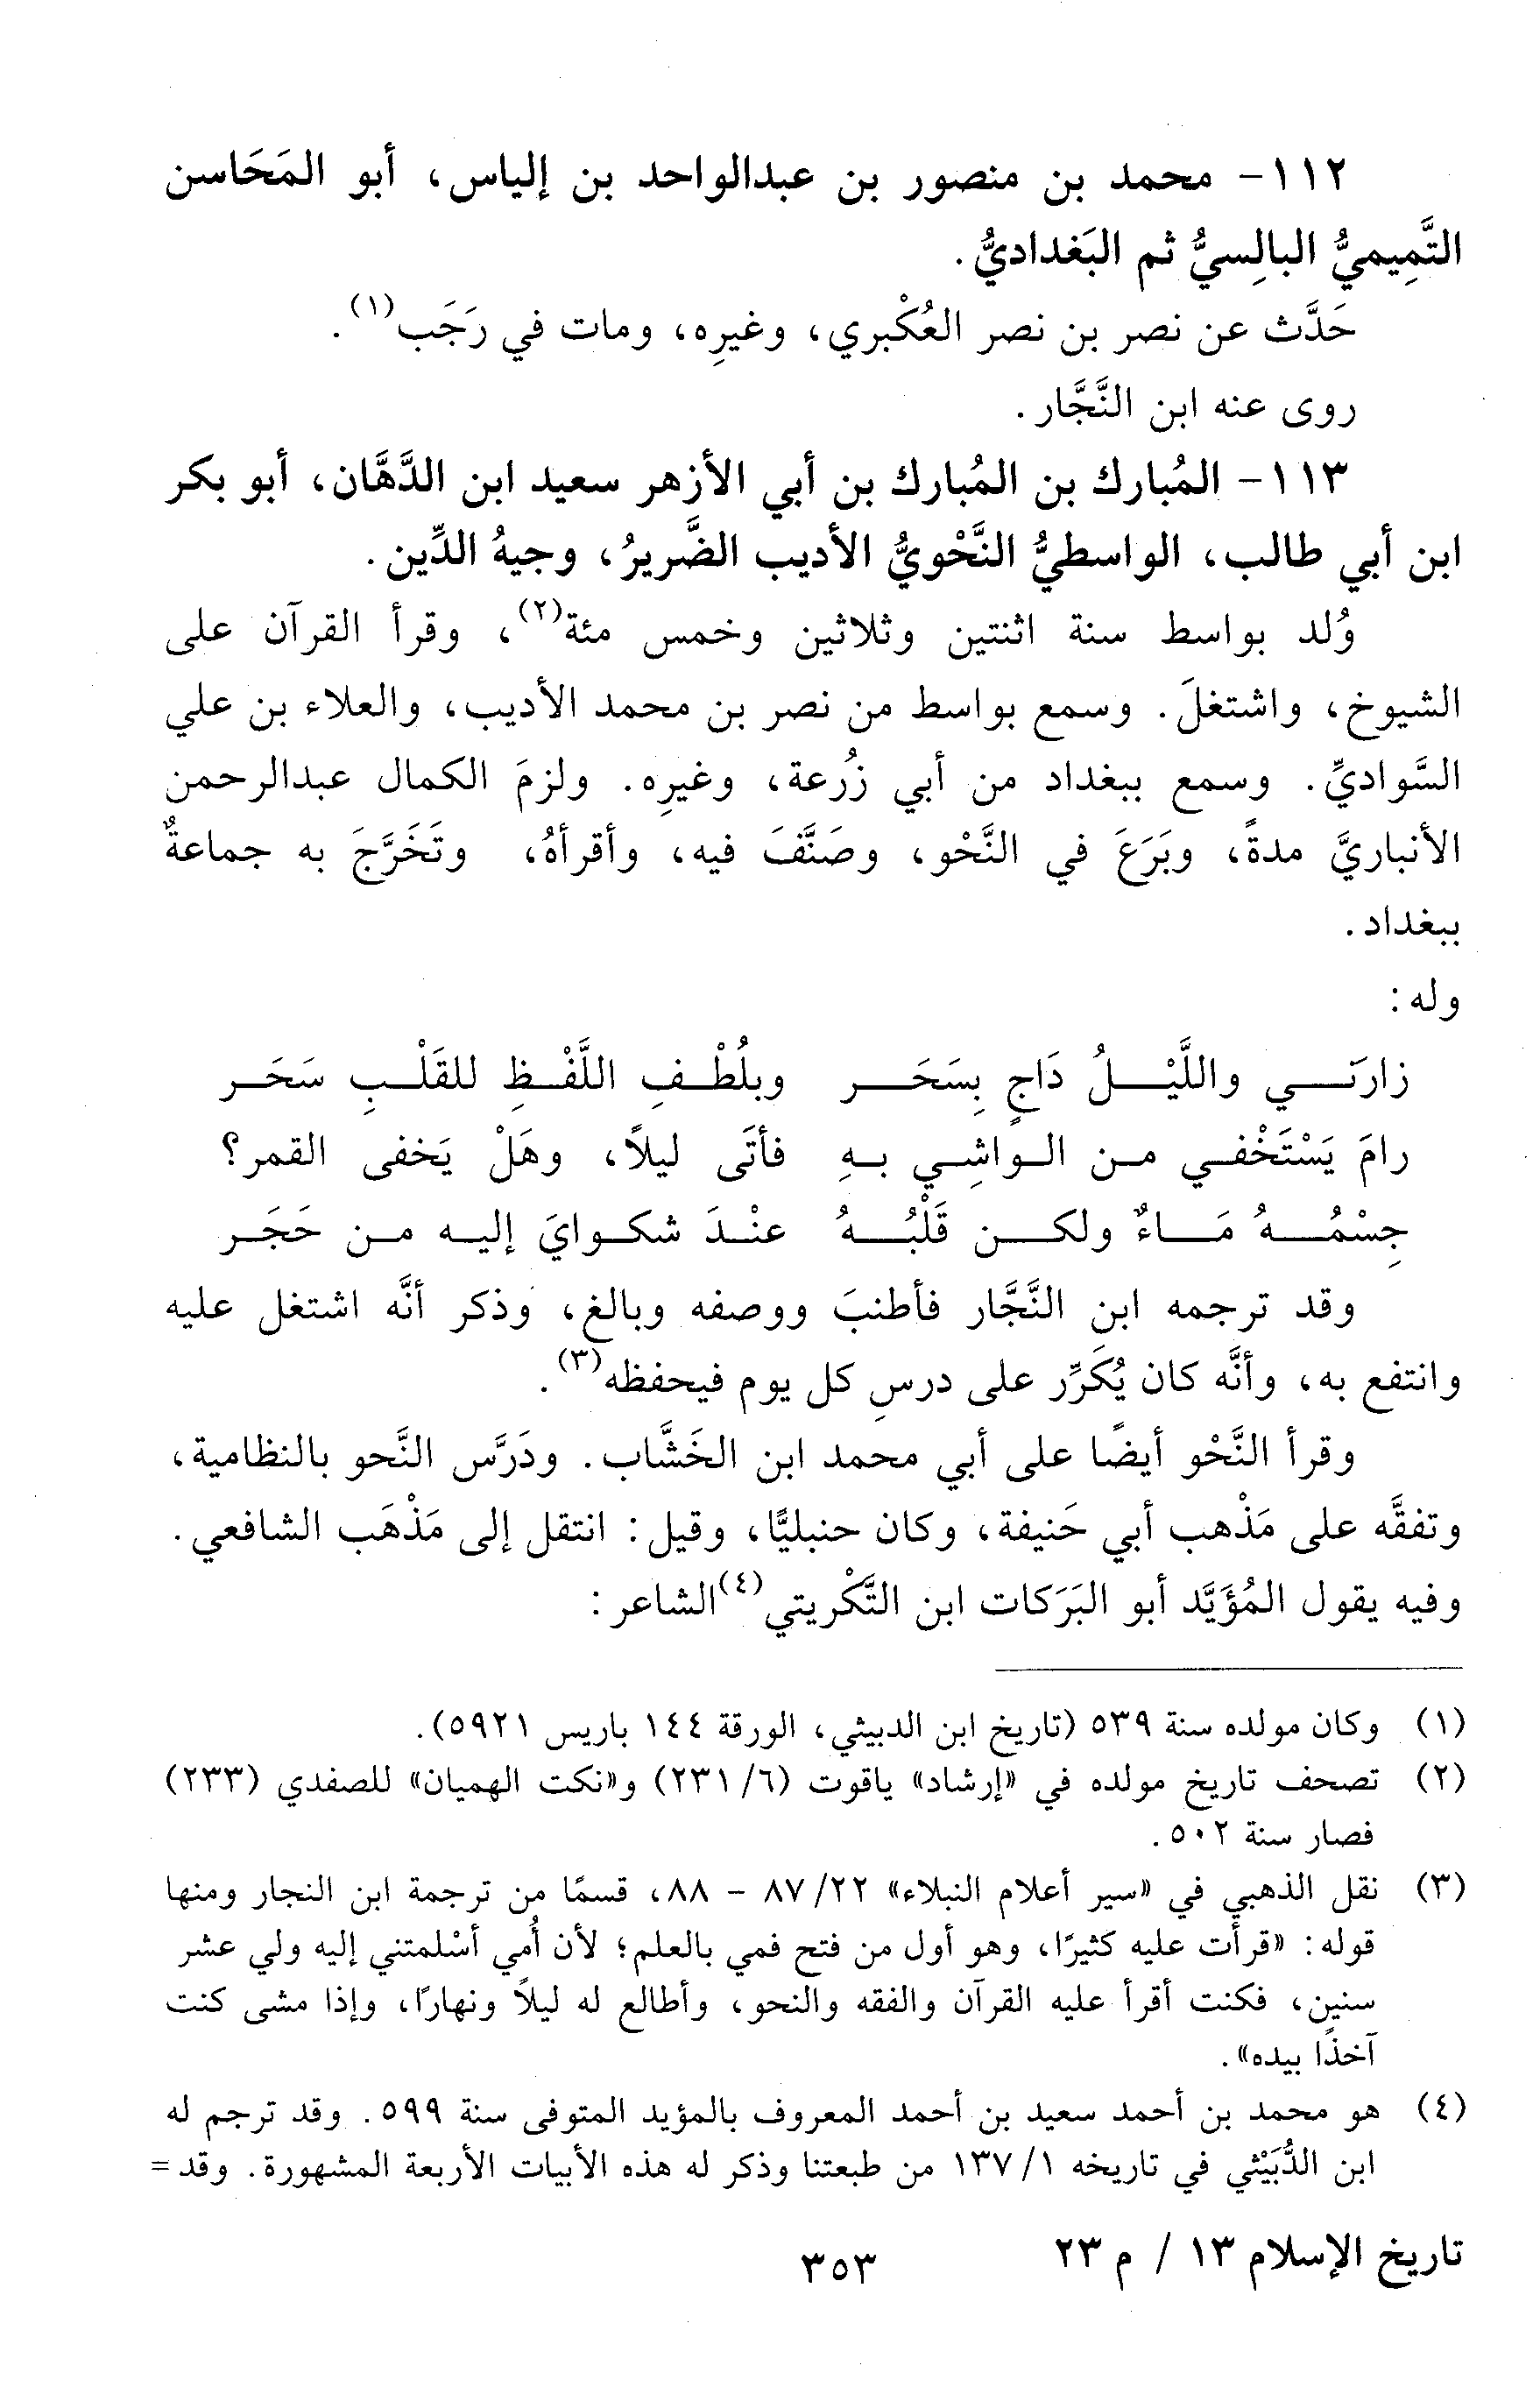 ١١٢- محمد بن منصور بن عبدالواحد بن إلياس، أبو المَحَاسن
التَّمِيميُّ البالِسيُّ ثم البَغداديُّ.
حَدَّث عن نصر بن نصر العُكْبري، وغيرِه، ومات في رَجَب(١).
روى عنه ابن النَّجَّار.
١١٣- المُبارك بن المُبارك بن أبي الأزهر سعيد ابن الدَّهَّان، أبو بكر
ابن أبي طالب، الواسطيُّ النَّحْويُّ الأديب الضَّريرُ، وجيهُ الدِّين.
وُلد بواسط سنة اثنتين وثلاثين وخمس مئة(٢)، وقرأ القرآن على
الشيوخ، واشتغلَ. وسمع بواسط من نصر بن محمد الأديب، والعلاء بن علي
السَّواديِّ. وسمع ببغداد من أبي زُرعة، وغيرِه. ولزمَ الكمال عبدالرحمن
الأنباريَّ مدةً، وبَرَعَ في النَّحْو، وصَنَّفَ فيه، وأقرأهُ، وتَخَرَّجَ به جماعةٌ
ببغداد.
وله:
زارَنـي واللَّيْـلُ دَاجٍ بِسَحَـر وبلُطْـفِ اللَّفْـظِ للقَلْـبِ سَحَـر
رامَ يَسْتَخْفـي مـن الـواشِـي بـهِ فأتَى ليلاً، وهَلْ يَخفى القمر؟
جِسْمُـهُ مَـاءٌ ولكـن قَلْبُـهُ عنْـدَ شكـوايَ إليـه مـن حَجَـر
وقد ترجمه ابن النَّجَّار فأطنبَ ووصفه وبالغ، وذكر أنَّه اشتغل عليه
وانتفع به، وأنَّه كان يُكَرِّر على درسِ كل يوم فيحفظه(٣).
وقرأ النَّحْو أيضًا على أبي محمد ابن الخَشَّاب. ودَرَّس النَّحو بالنظامية،
وتفقَّه على مَذْهب أبي حَنيفة، وكان حنبليًّا، وقيل: انتقل إلى مَذْهَب الشافعي.
وفيه يقول المُؤَيَّد أبو البَرَكات ابن التَّكْريتي(٤) الشاعر:
(١) وكان مولده سنة ٥٣٩ (تاريخ ابن الدبيثي، الورقة ١٤٤ باريس ٥٩٢١).
(٢) تصحف تاريخ مولده في «إرشاد» ياقوت (٦/ ٢٣١) و«نكت الهميان» للصفدي (٢٣٣)
فصار سنة ٥٠٢.
(٣) نقل الذهبي في «سير أعلام النبلاء» ٢٢/ ٨٧ - ٨٨، قسمًا من ترجمة ابن النجار ومنها
قوله: «قرأت عليه كثيرًا، وهو أول من فتح فمي بالعلم؛ لأن أُمي أسْلمتني إليه ولي عشر
سنين، فكنت أقرأ عليه القرآن والفقه والنحو، وأطالع له ليلاً ونهارًا، وإذا مشى كنت
آخذًا بيده».
(٤) هو محمد بن أحمد سعيد بن أحمد المعروف بالمؤيد المتوفى سنة ٥٩٩. وقد ترجم له
ابن الدُّبَيْثي في تاريخه ١/ ١٣٧ من طبعتنا وذكر له هذه الأبيات الأربعة المشهورة. وقد =
تاريخ الإسلام ١٣ / م ٢٣
٣٥٣